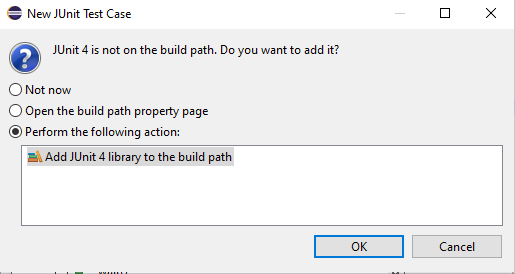 New JUnit Test Case
JUnit 4 is not on the build path. Do you want to add it?
Not now
Open the build path property page
Perform the following action:
Add JUnit 4 library to the build path
OK
Cancel